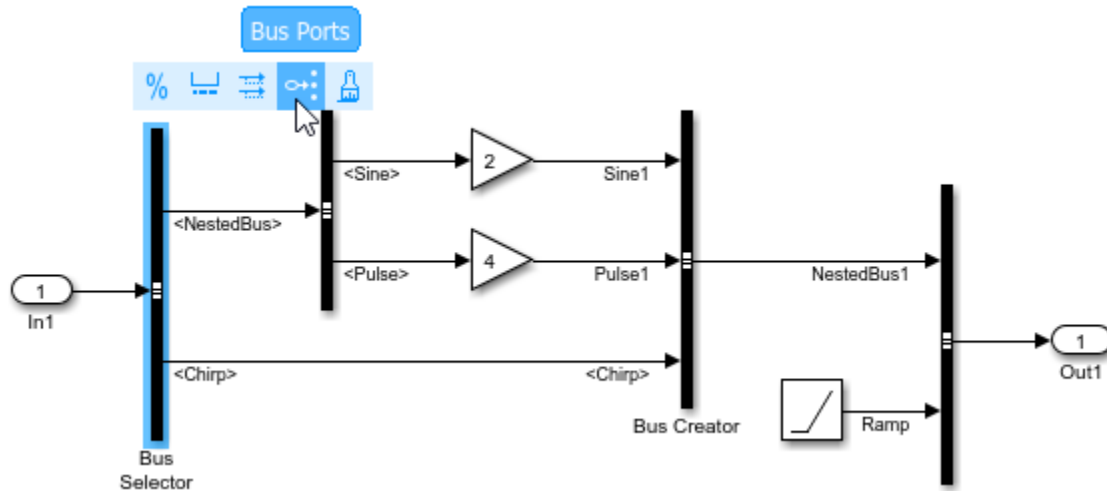 Bus Ports
%
<Sine>
2
Sine1
<NestedBus>
<Pulse>
4
Pulse1
NestedBus1
1
In1
1
Out1
<Chirp>
<Chirp>
Bus Creator
Ramp
Bus
Selector